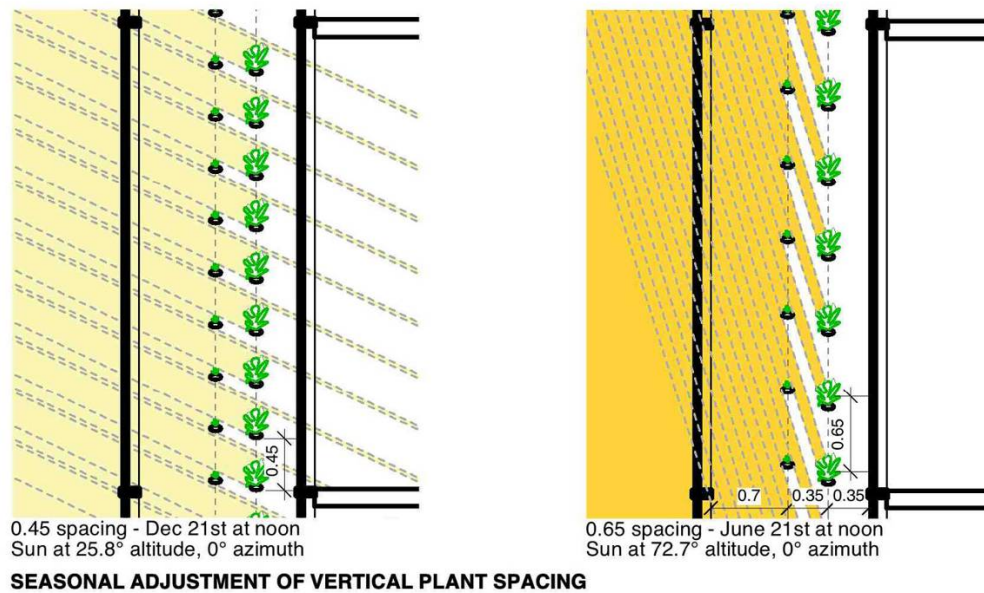 0.45
0.65
0.7
0.35
0.35
0.45 spacing - Dec 21st at noon
Sun at 25.8° altitude, 0° azimuth
0.65 spacing - June 21st at noon
Sun at 72.7° altitude, 0° azimuth
SEASONAL ADJUSTMENT OF VERTICAL PLANT SPACING